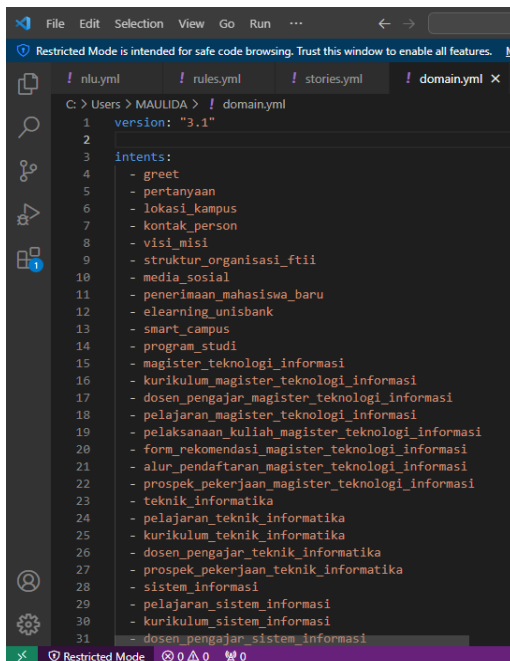 File Edit Selection View Go Run ...
Restricted Mode is intended for safe code browsing. Trust this window to enable all features.
! nlu.yml ! rules.yml ! stories.yml ! domain.yml ×
C: > Users > MAULIDA > ! domain.yml
1 version: "3.1"
2
3 intents:
4 - greet
5 - pertanyaan
6 - lokasi_kampus
7 - kontak_person
8 - visi_misi
9 - struktur_organisasi_ftii
10 - media_sosial
11 - penerimaan_mahasiswa_baru
12 - elearning_unisbank
13 - smart_campus
14 - program_studi
15 - magister_teknologi_informasi
16 - kurikulum_magister_teknologi_informasi
17 - dosen_pengajar_magister_teknologi_informasi
18 - pelajaran_magister_teknologi_informasi
19 - pelaksanaan_kuliah_magister_teknologi_informasi
20 - form_rekomendasi_magister_teknologi_informasi
21 - alur_pendaftaran_magister_teknologi_informasi
22 - prospek_pekerjaan_magister_teknologi_informasi
23 - teknik_informatika
24 - pelajaran_teknik_informatika
25 - kurikulum_teknik_informatika
26 - dosen_pengajar_teknik_informatika
27 - prospek_pekerjaan_teknik_informatika
28 - sistem_informasi
29 - pelajaran_sistem_informasi
30 - kurikulum_sistem_informasi
31 - dosen_pengajar_sistem_informasi
1
Restricted Mode 0 0 0